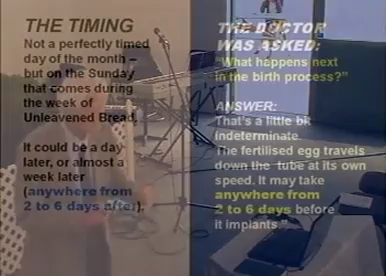 THE TIMING
Not a perfectly timed
day of the month –
but on the Sunday
that comes during
the week of
Unleavened Bread.
It could be a day
later, or almost a
week later
(anywhere from
2 to 6 days after).
THE DOCTOR
WAS ASKED:
"What happens next
in the birth process?"
ANSWER:
That's a little bit
indeterminate.
The fertilised egg travels
down the tube at its own
speed. It may take
anywhere from
2 to 6 days before
it implants."